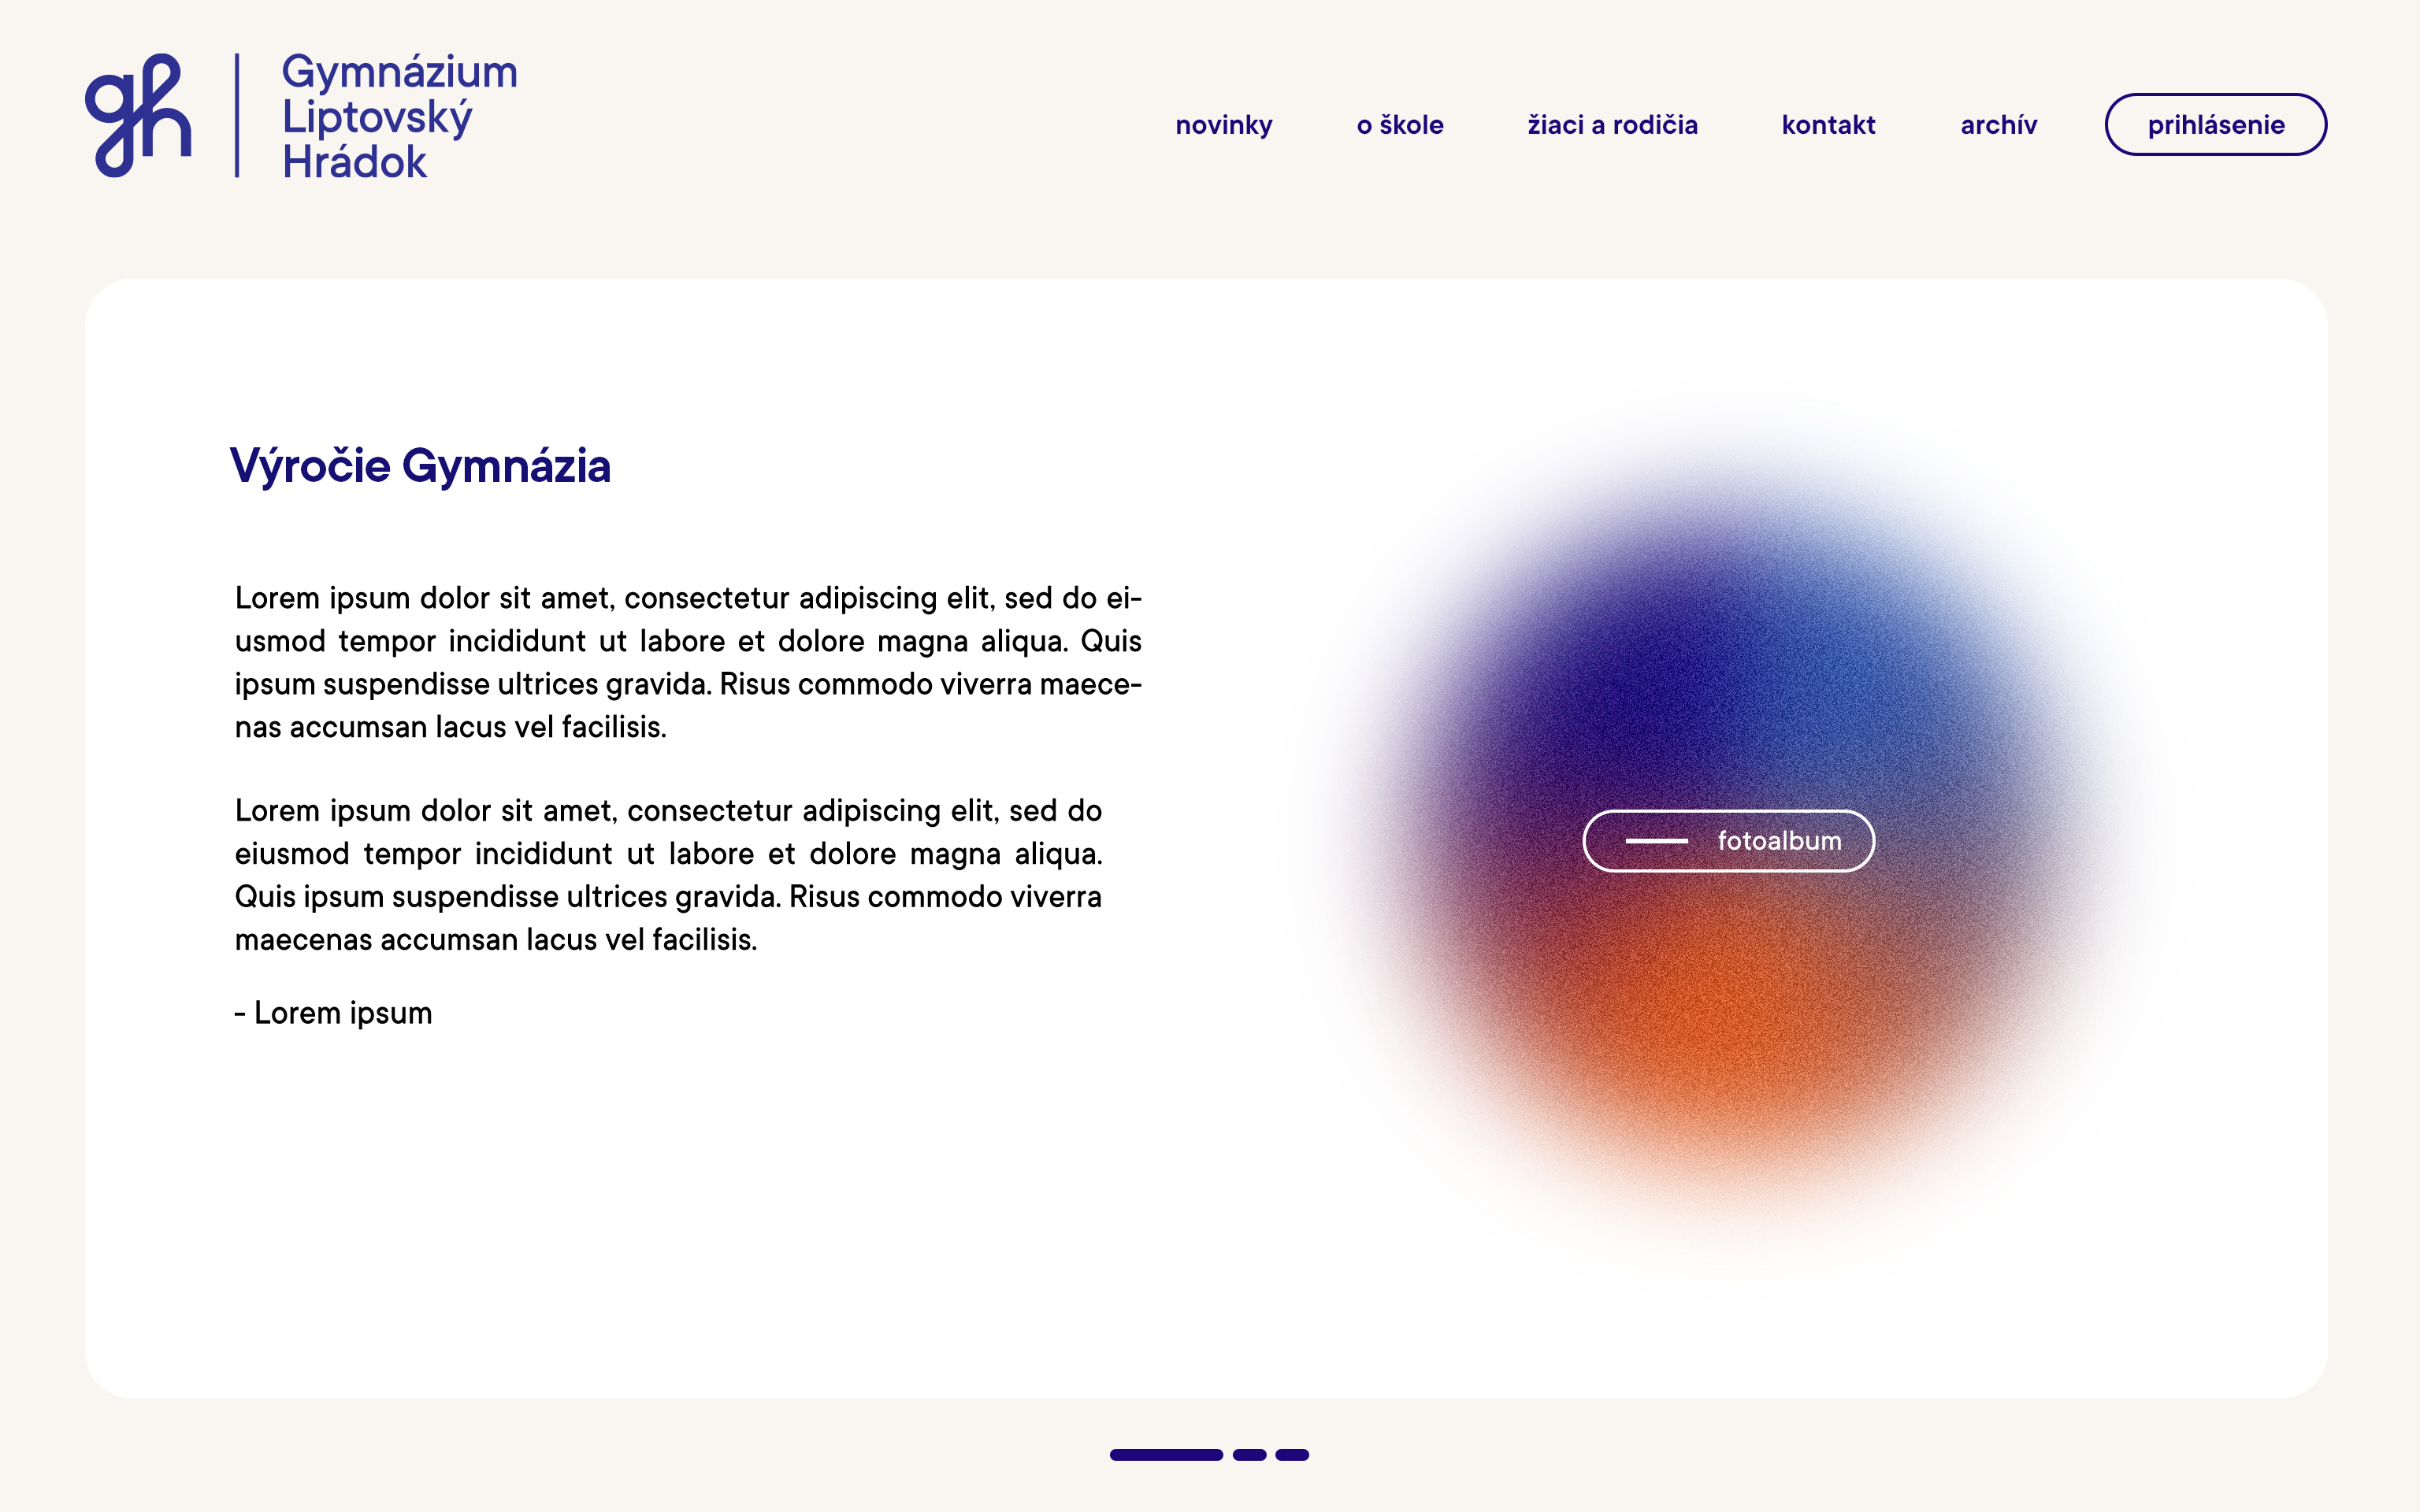 gh
Gymnázium
Liptovský
Hrádok
novinky
o škole
žiaci a rodičia
kontakt
archív
prihlásenie
Výročie Gymnázia
Lorem ipsum dolor sit amet, consectetur adipiscing elit, sed do ei-
usmod tempor incididunt ut labore et dolore magna aliqua. Quis
ipsum suspendisse ultrices gravida. Risus commodo viverra maece-
nas accumsan lacus vel facilisis.
Lorem ipsum dolor sit amet, consectetur adipiscing elit, sed do
eiusmod tempor incididunt ut labore et dolore magna aliqua.
Quis ipsum suspendisse ultrices gravida. Risus commodo viverra
maecenas accumsan lacus vel facilisis.
- Lorem ipsum
fotoalbum